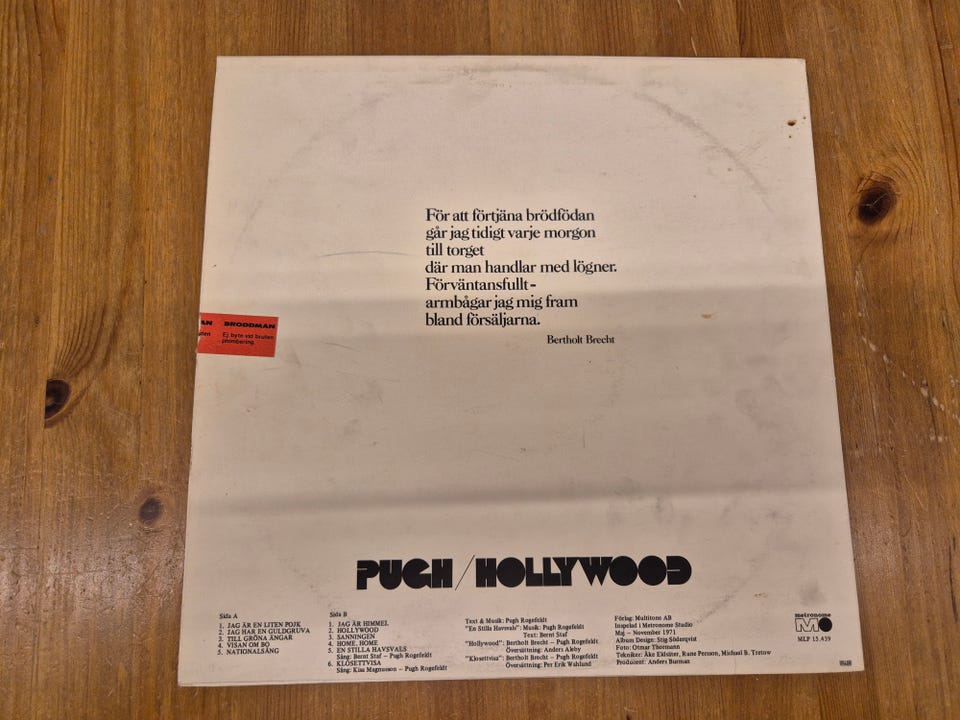 För att förtjäna brödfödan
går jag tidigt varje morgon
till torget
där man handlar med lögner.
Förväntansfullt-
armbågar jag mig fram
bland försäljarna.
Bertholt Brecht
BRODDMAN
Ej byte vid bruten
plombering.
PUGH/HOLLYWOOD
Sida A
1. JAG ÄR EN LITEN POJK
2. JAG HAR EN GULDGRUVA
3. TILL GRÖNA ÄNGAR
4. VISAN OM BO
5. NATIONALSÅNG
Sida B
1. JAG ÄR HIMMEL
2. HOLLYWOOD
3. SANNINGEN
4. HOME, HOME
5. EN STILLA HAVSVALS
Sång: Bernt Staf – Pugh Rogefeldt
6. KLOSETTVISA
Sång: Kisa Magnusson – Pugh Rogefeldt
Text & Musik: Pugh Rogefeldt
"En Stilla Havsvals": Musik: Pugh Rogefeldt
Text: Bernt Staf
"Hollywood": Bertholt Brecht – Pugh Rogefeldt
Översättning: Anders Aleby
"Klosettvisa": Bertholt Brecht – Pugh Rogefeldt
Översättning: Per Erik Wahlund
Förlag: Multitone AB
Inspelat i Metronome Studio
Maj – November 1971
Album Design: Stig Söderqvist
Foto: Otmar Thormann
Tekniker: Åke Eldsäter, Rune Persson, Michael B. Tretow
Producent: Anders Burman
metronome
MLP 15.439